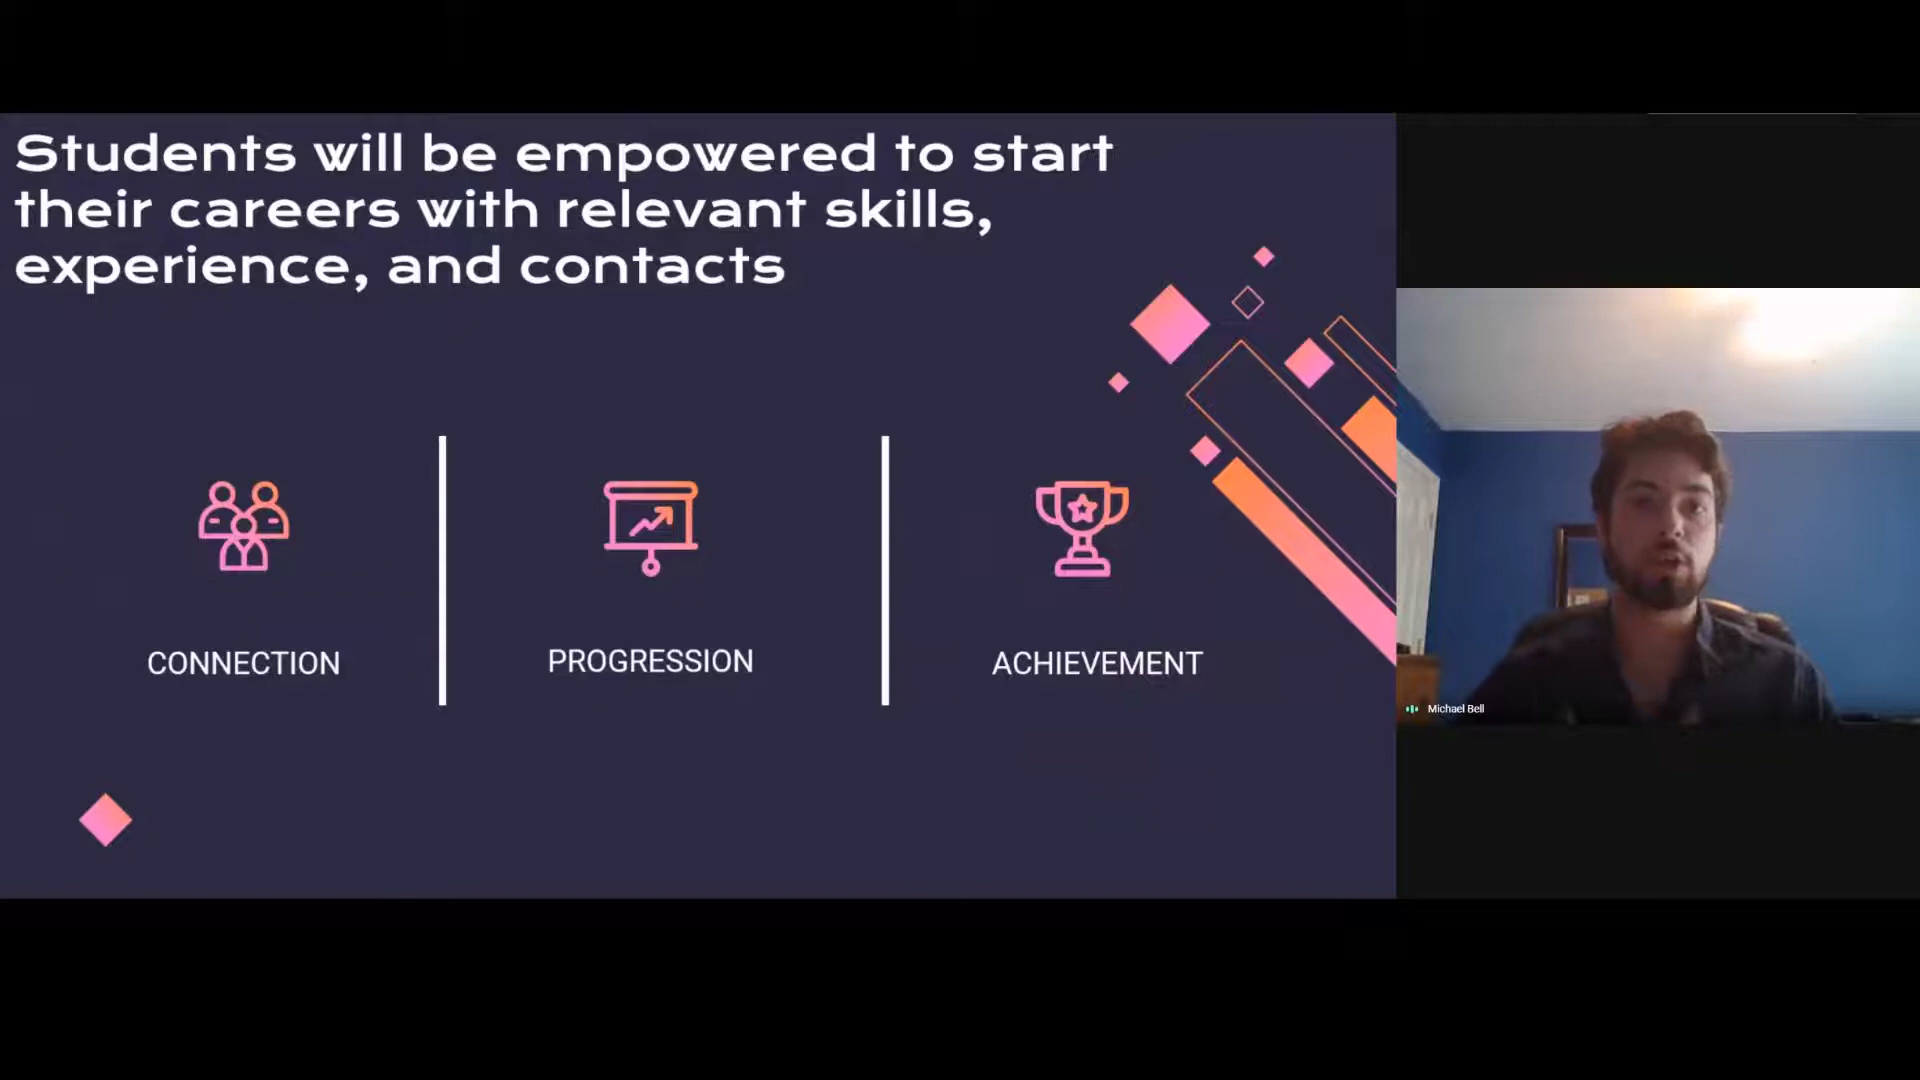 Students will be empowered to start
their careers with relevant skills,
experience, and contacts
CONNECTION
PROGRESSION
ACHIEVEMENT
Michael Bell